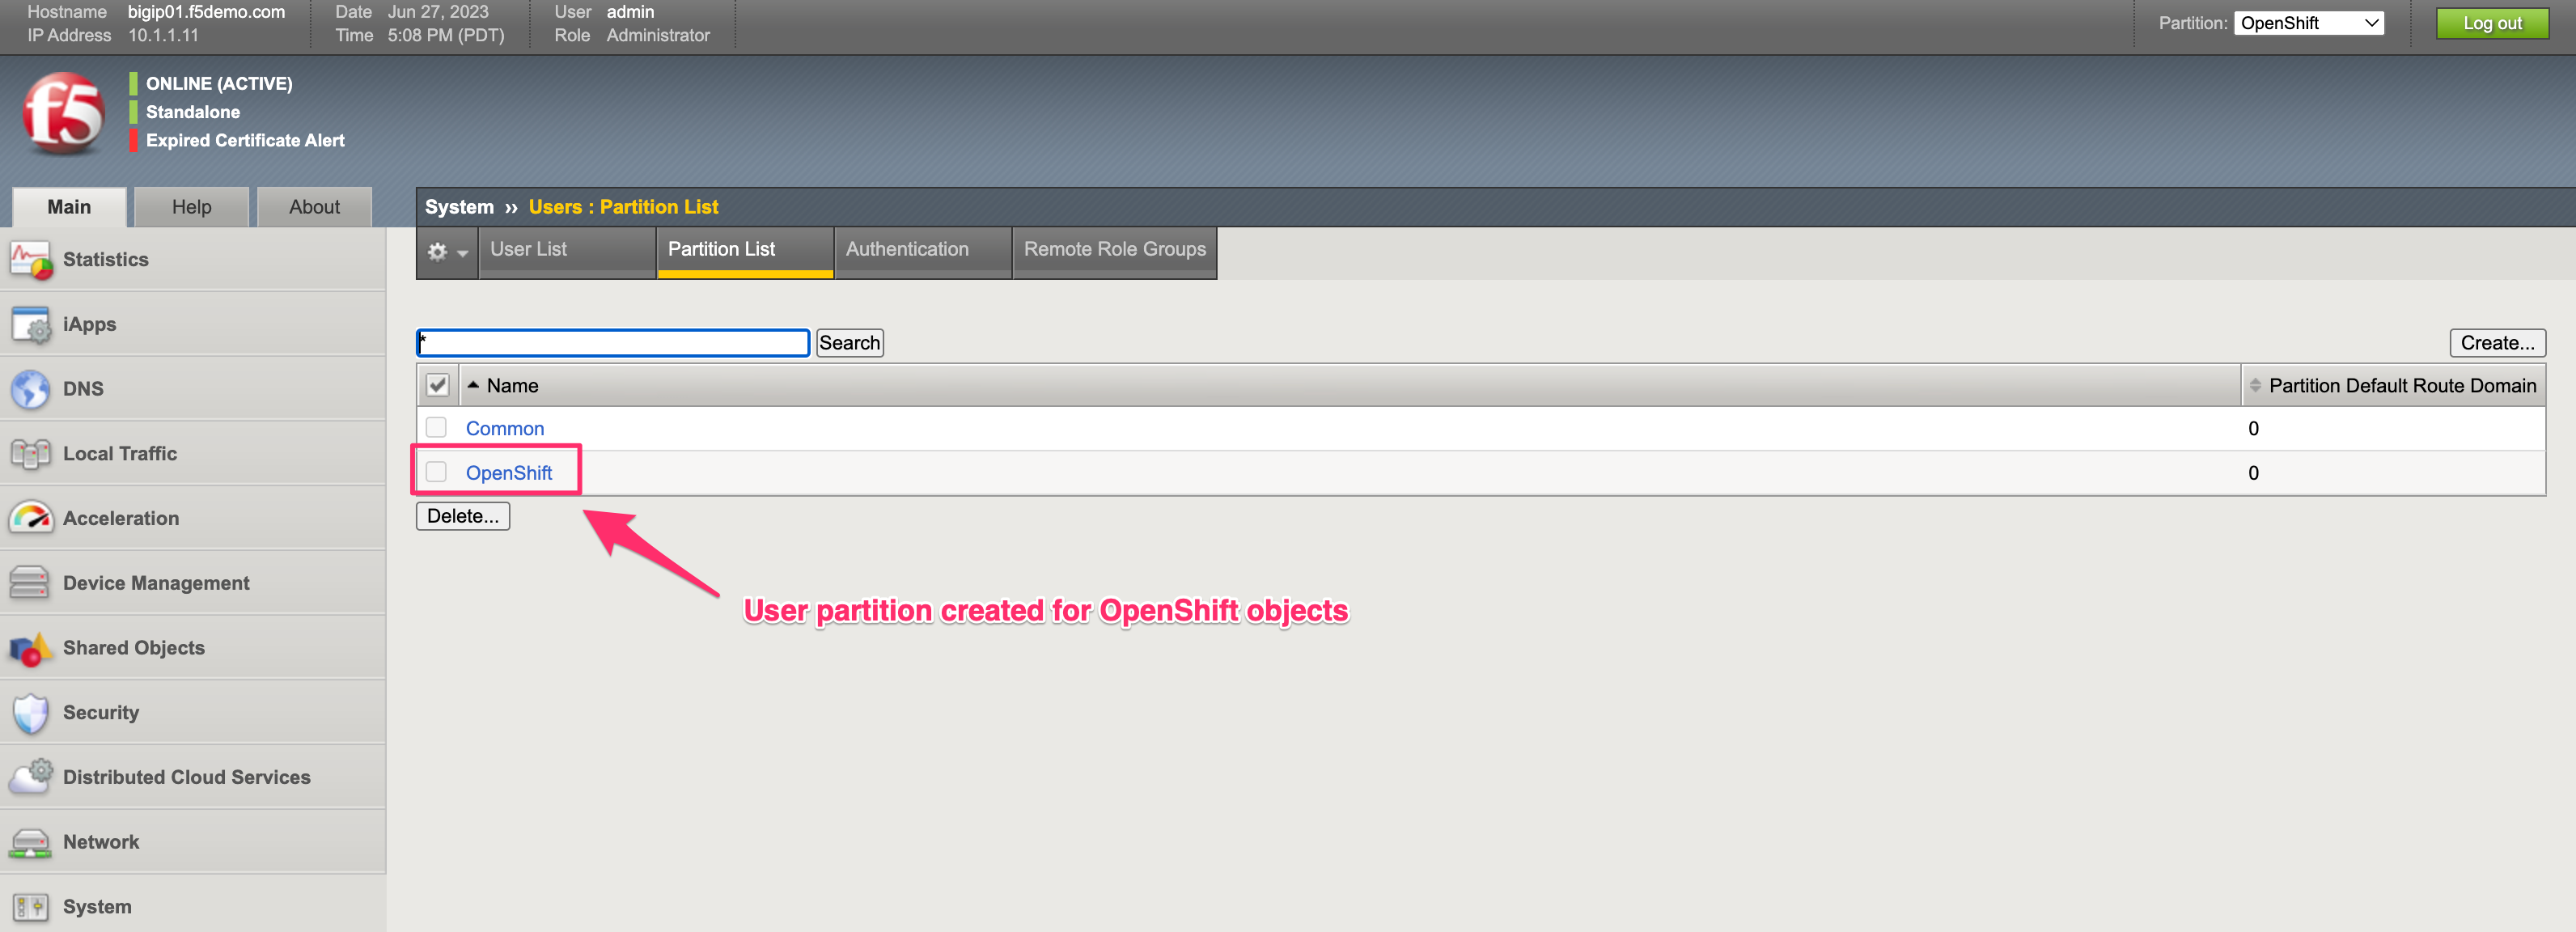 Hostname bigip01.f5demo.com Date Jun 27, 2023 User admin
IP Address 10.1.1.11 Time 5:08 PM (PDT) Role Administrator
Partition: OpenShift Log out
f5
ONLINE (ACTIVE)
Standalone
Expired Certificate Alert
Main Help About
System ›› Users : Partition List
User List Partition List Authentication Remote Role Groups
Statistics
iApps
DNS
Local Traffic
Acceleration
Device Management
Shared Objects
Security
Distributed Cloud Services
Network
System
* Search Create...
Name Partition Default Route Domain
Common 0
OpenShift 0
Delete...
User partition created for OpenShift objects